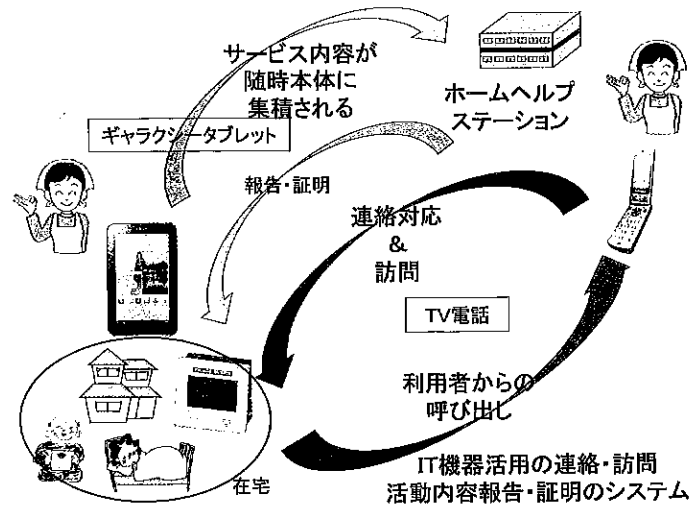 サービス内容が
随時本体に
集積される
ホームヘルプ
ステーション
ギャラクシータブレット
報告・証明
連絡対応
&
訪問
TV電話
利用者からの
呼び出し
在宅
IT機器活用の連絡・訪問
活動内容報告・証明のシステム